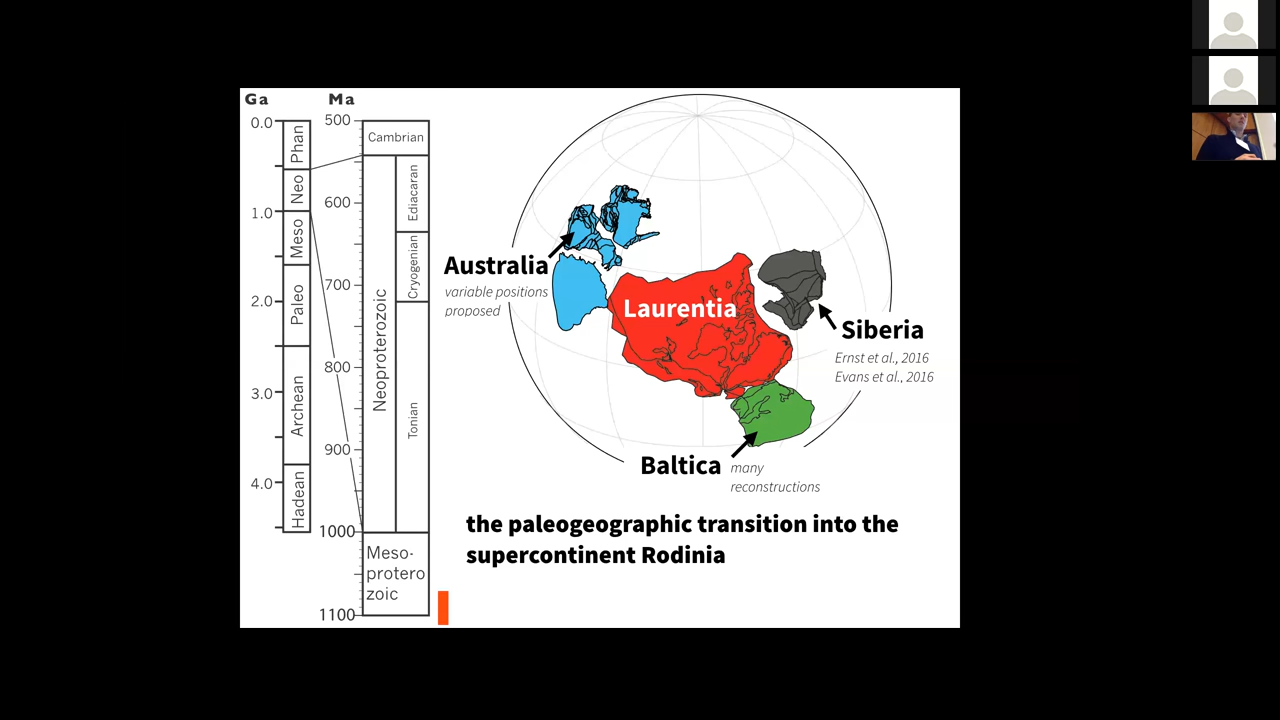 Ga
Ma
0.0
1.0
2.0
3.0
4.0
Phan
Neo
Meso
Paleo
Archean
Hadean
500
600
700
800
900
1000
1100
Cambrian
Neoproterozoic
Ediacaran
Cryogenian
Tonian
Meso-
protero
zoic
Australia
variable positions
proposed
Laurentia
Siberia
Ernst et al., 2016
Evans et al., 2016
Baltica
many
reconstructions
the paleogeographic transition into the
supercontinent Rodinia